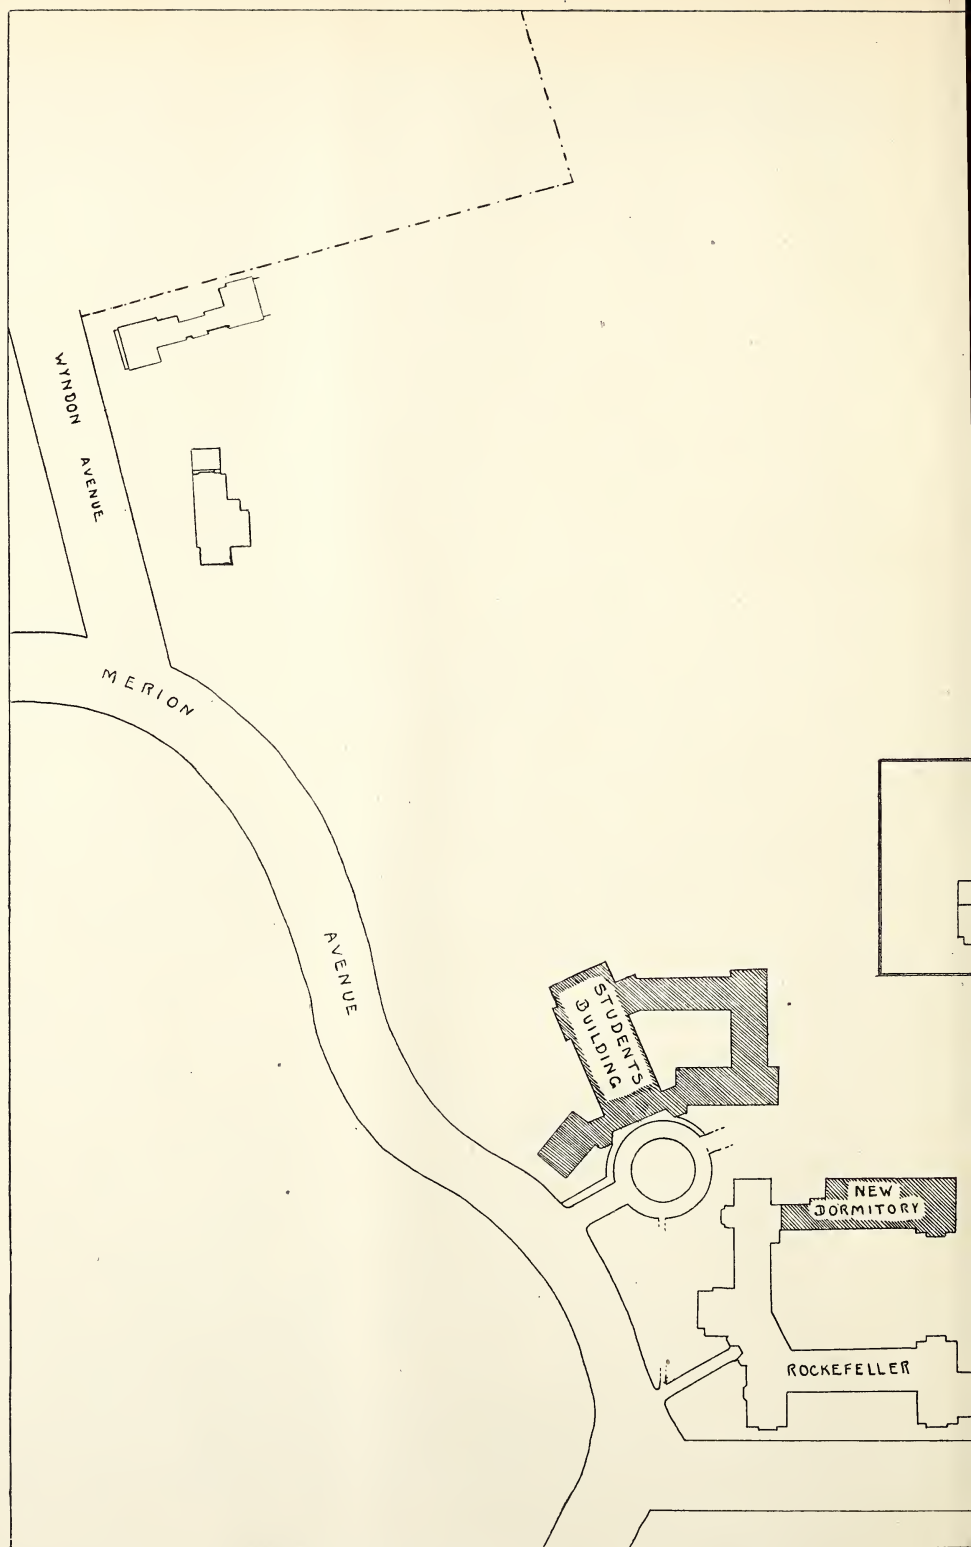 WYNDON AVENUE
MERION
AVENUE
STUDENTS
BUILDING
NEW
DORMITORY
ROCKEFELLER